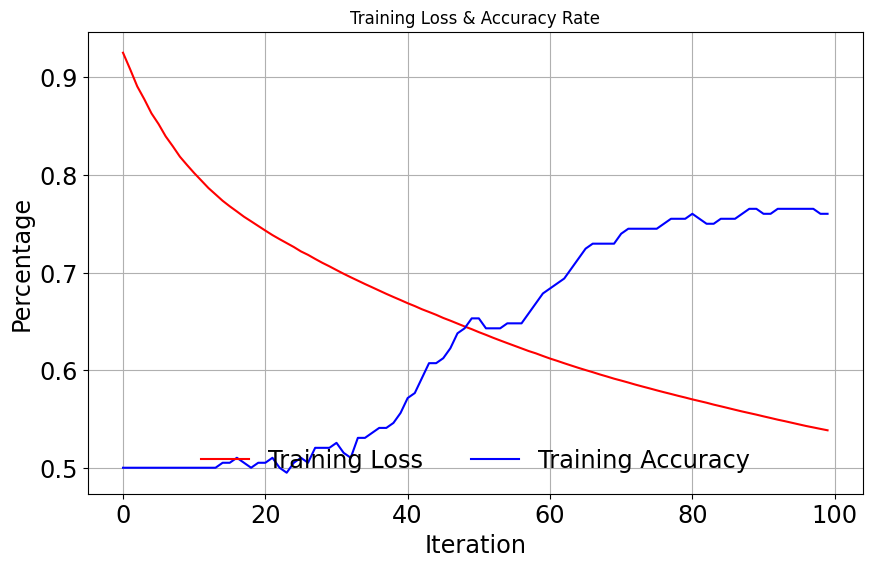 Training Loss & Accuracy Rate
0.9
0.8
0.7
0.6
0.5
Percentage
Training Loss
Training Accuracy
0
20
40
60
80
100
Iteration